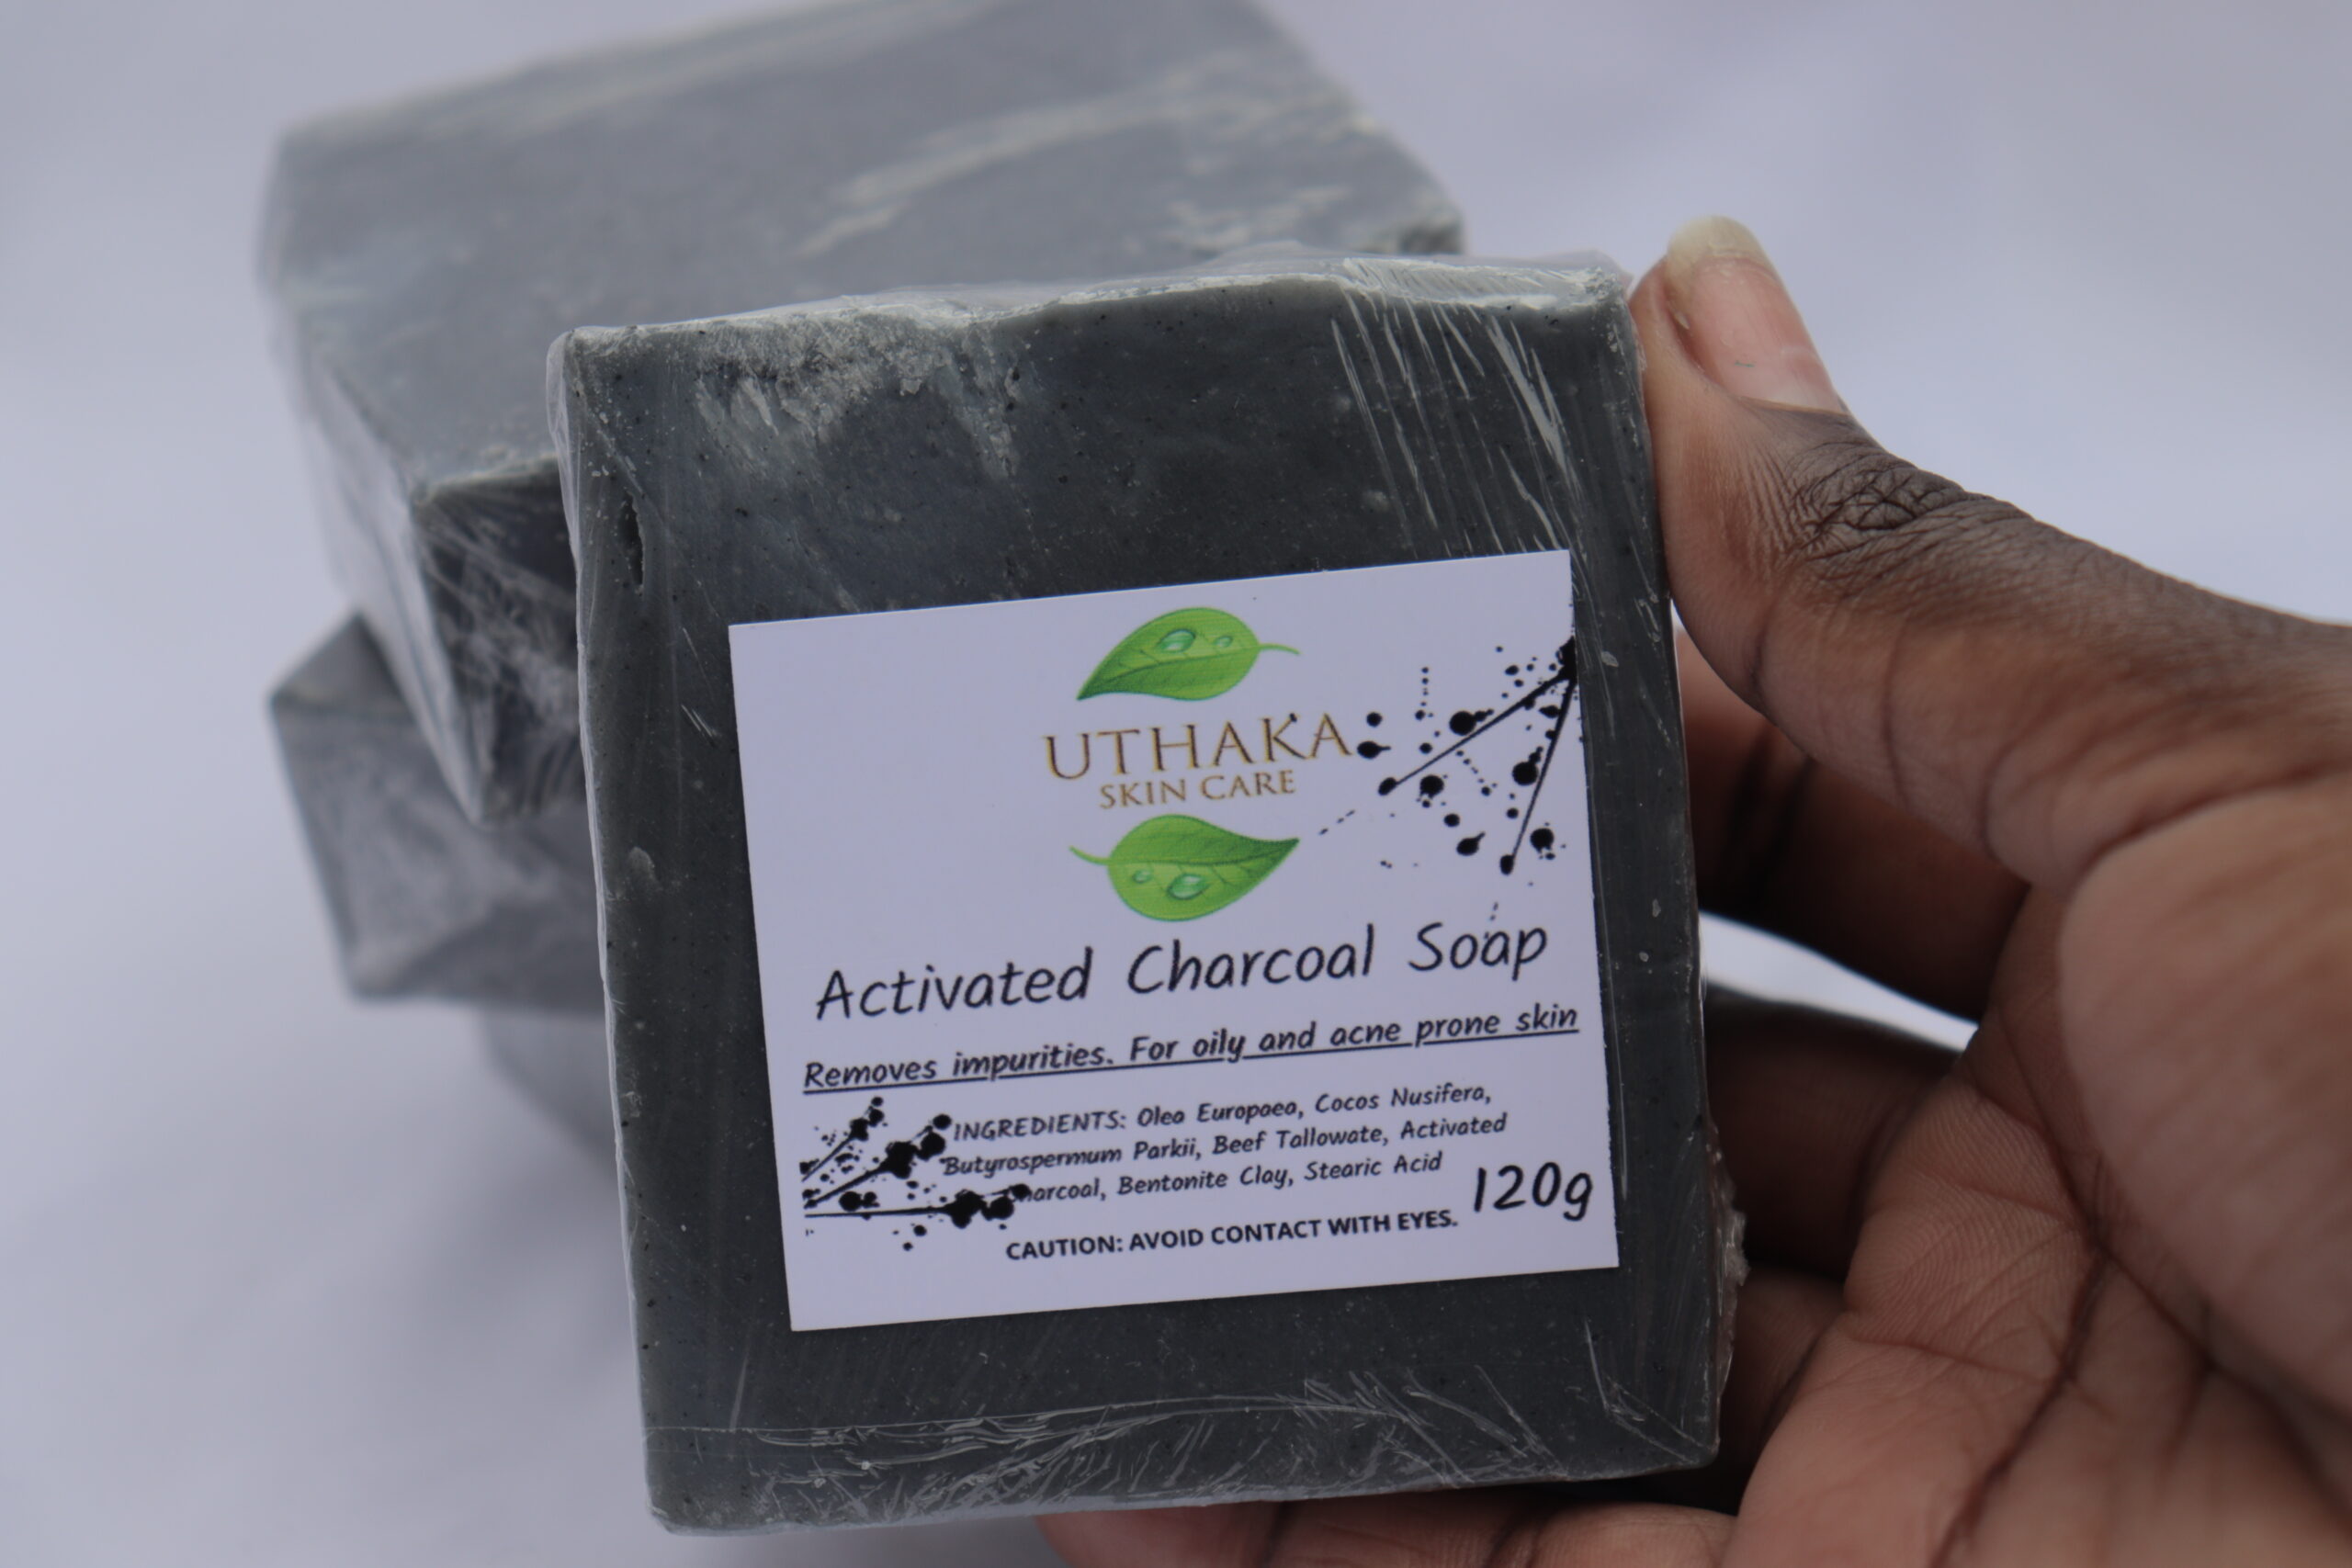 UTHAKA
SKIN CARE
Activated Charcoal Soap
Removes impurities. For oily and acne prone skin
INGREDIENTS: Olea Europaea, Cocos Nusifera,
Butyrospermum Parkii, Beef Tallowate, Activated
Charcoal, Bentonite Clay, Stearic Acid
120g
CAUTION: AVOID CONTACT WITH EYES.